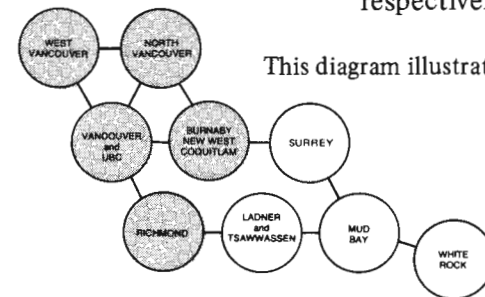 respective
This diagram illustrat
WEST
VANCOUVER
NORTH
VANCOUVER
VANCOUVER
and
UBC
BURNABY
NEW WEST
COQUITLAM
SURREY
RICHMOND
LADNER
and
TSAWWASSEN
MUD
BAY
WHITE
ROCK